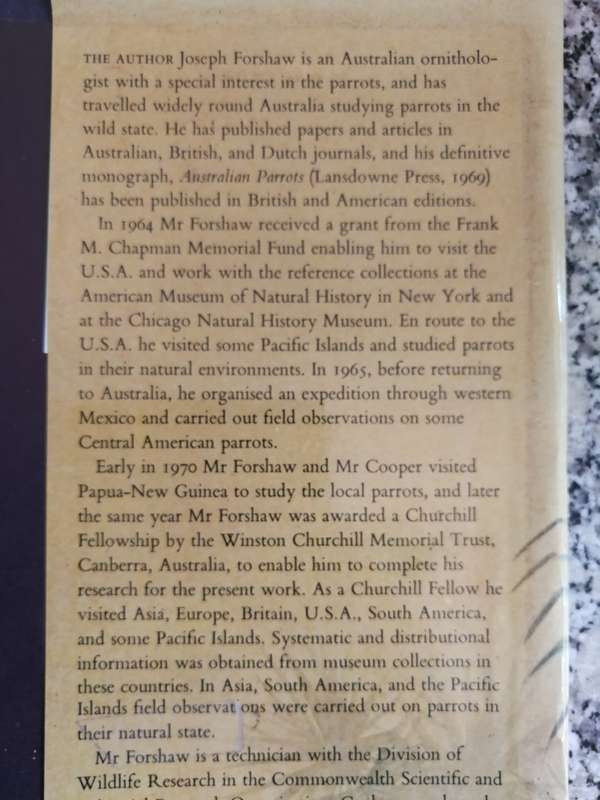 THE AUTHOR Joseph Forshaw is an Australian ornitholo-
gist with a special interest in the parrots, and has
travelled widely round Australia studying parrots in the
wild state. He has published papers and articles in
Australian, British, and Dutch journals, and his definitive
monograph, Australian Parrots (Lansdowne Press, 1969)
has been published in British and American editions.
In 1964 Mr Forshaw received a grant from the Frank
M. Chapman Memorial Fund enabling him to visit the
U.S.A. and work with the reference collections at the
American Museum of Natural History in New York and
at the Chicago Natural History Museum. En route to the
U.S.A. he visited some Pacific Islands and studied parrots
in their natural environments. In 1965, before returning
to Australia, he organised an expedition through western
Mexico and carried out field observations on some
Central American parrots.
Early in 1970 Mr Forshaw and Mr Cooper visited
Papua-New Guinea to study the local parrots, and later
the same year Mr Forshaw was awarded a Churchill
Fellowship by the Winston Churchill Memorial Trust,
Canberra, Australia, to enable him to complete his
research for the present work. As a Churchill Fellow he
visited Asia, Europe, Britain, U.S.A., South America,
and some Pacific Islands. Systematic and distributional
information was obtained from museum collections in
these countries. In Asia, South America, and the Pacific
Islands field observations were carried out on parrots in
their natural state.
Mr Forshaw is a technician with the Division of
Wildlife Research in the Commonwealth Scientific and